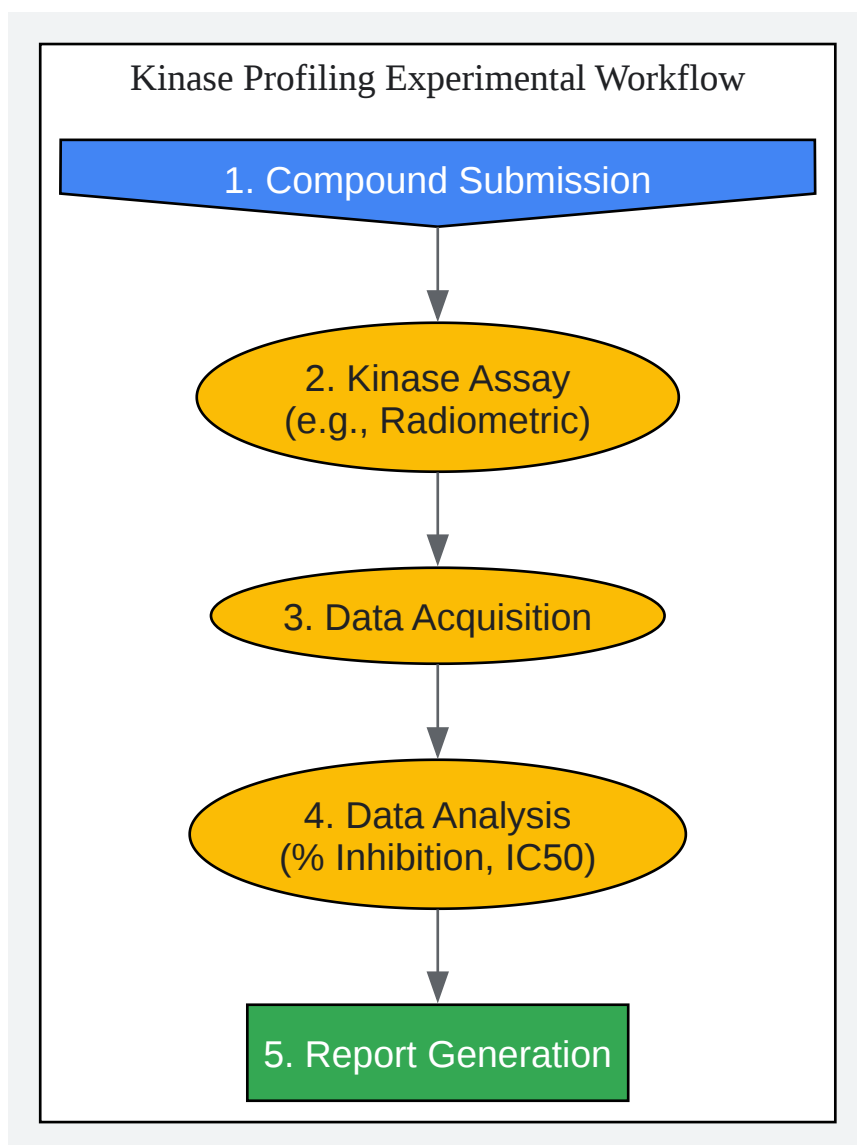 Kinase Profiling Experimental Workflow
1. Compound Submission
2. Kinase Assay
(e.g., Radiometric)
3. Data Acquisition
4. Data Analysis
(% Inhibition, IC50)
5. Report Generation